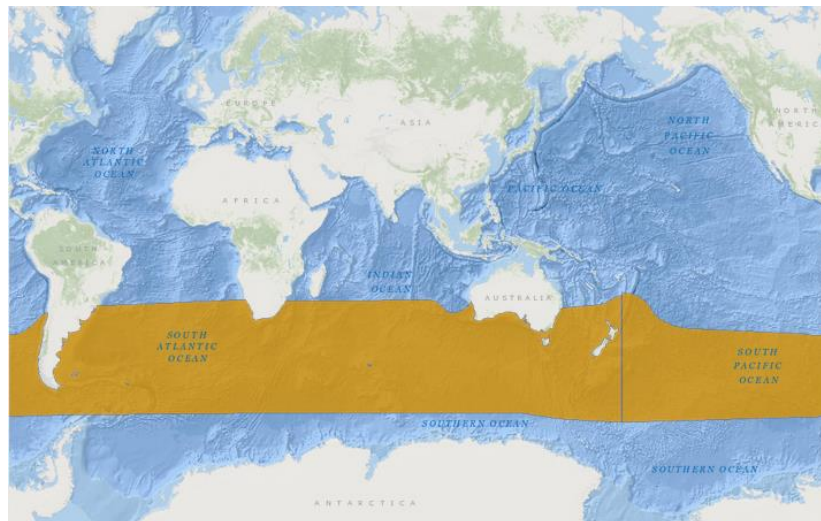 EUROPE
ASIA
NORTH
AMERICA
NORTH
PACIFIC
OCEAN
NORTH
ATLANTIC
OCEAN
PACIFIC OCEAN
AFRICA
SOUTH
AMERICA
INDIAN
OCEAN
AUSTRALIA
SOUTH
ATLANTIC
OCEAN
SOUTH
PACIFIC
OCEAN
SOUTHERN OCEAN
SOUTHERN OCEAN
ANTARCTICA